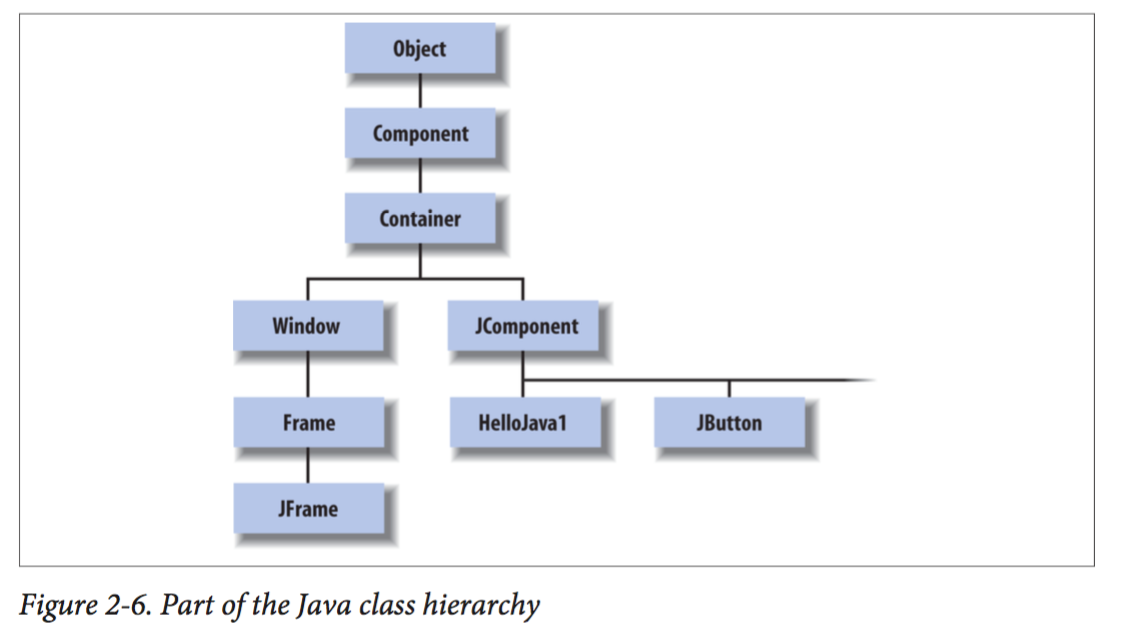 Object
Component
Container
Window
JComponent
Frame
HelloJava1
JButton
JFrame
Figure 2-6. Part of the Java class hierarchy